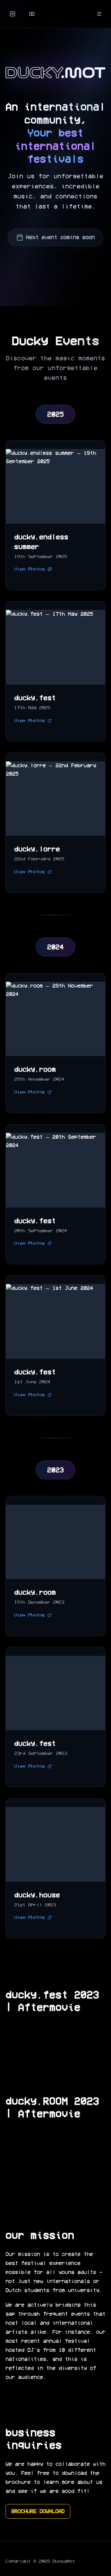 DUCKY.MOT
An international
community,
Your best
international
festivals
Join us for unforgettable
experiences, incredible
music, and connections
that last a lifetime.
Next event coming soon
Ducky Events
Discover the magic moments
from our unforgettable
events
2025
ducky.endless summer — 19th
September 2025
ducky.endless
summer
19th September 2025
View Photos
ducky.fest — 17th May 2025
ducky.fest
17th May 2025
View Photos
ducky.lorre — 22nd February
2025
ducky.lorre
22nd February 2025
View Photos
2024
ducky.room — 29th November
2024
ducky.room
29th November 2024
View Photos
ducky.fest — 20th September
2024
ducky.fest
20th September 2024
View Photos
ducky.fest — 1st June 2024
ducky.fest
1st June 2024
View Photos
2023
ducky.room
15th December 2023
View Photos
ducky.fest
23rd September 2023
View Photos
ducky.house
21st April 2023
View Photos
ducky.fest 2023
| Aftermovie
ducky.ROOM 2023
| Aftermovie
our mission
Our mission is to create the
best festival experience
possible for all young adults -
not just new internationals or
Dutch students from university.
We are actively bridging this
gap through frequent events that
host local and international
artists alike. For instance, our
most recent annual festival
hosted DJ's from 10 different
nationalities, and this is
reflected in the diversity of
our audience.
business
inquiries
We are happy to collaborate with
you. Feel free to download the
brochure to learn more about us
and see if we are a good fit!
BROCHURE DOWNLOAD
Copyright © 2025 DuckyMot